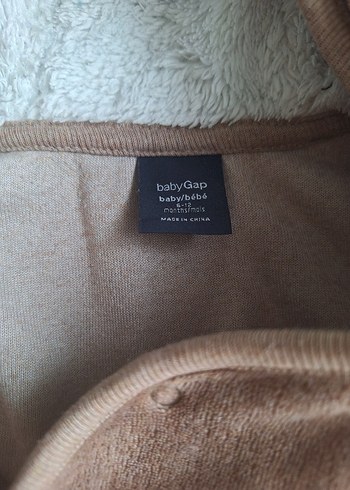 babyGap
baby/bébé
6-12
months/mois
MADE IN CHINA